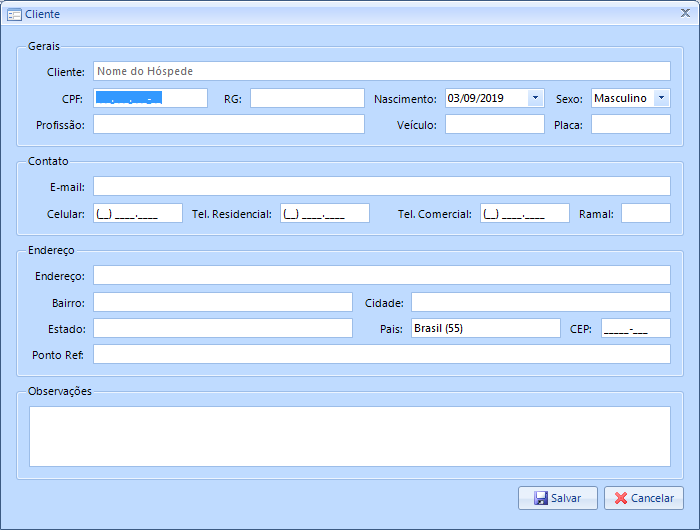 Cliente
Gerais
Cliente: Nome do Hóspede
CPF: ___.___.___-__ RG: Nascimento: 03/09/2019 Sexo: Masculino
Profissão: Veículo: Placa:
Contato
E-mail:
Celular: (__) ____.____ Tel. Residencial: (__) ____.____ Tel. Comercial: (__) ____.____ Ramal:
Endereço
Endereço:
Bairro: Cidade:
Estado: Pais: Brasil (55) CEP: _____-___
Ponto Ref:
Observações
Salvar Cancelar